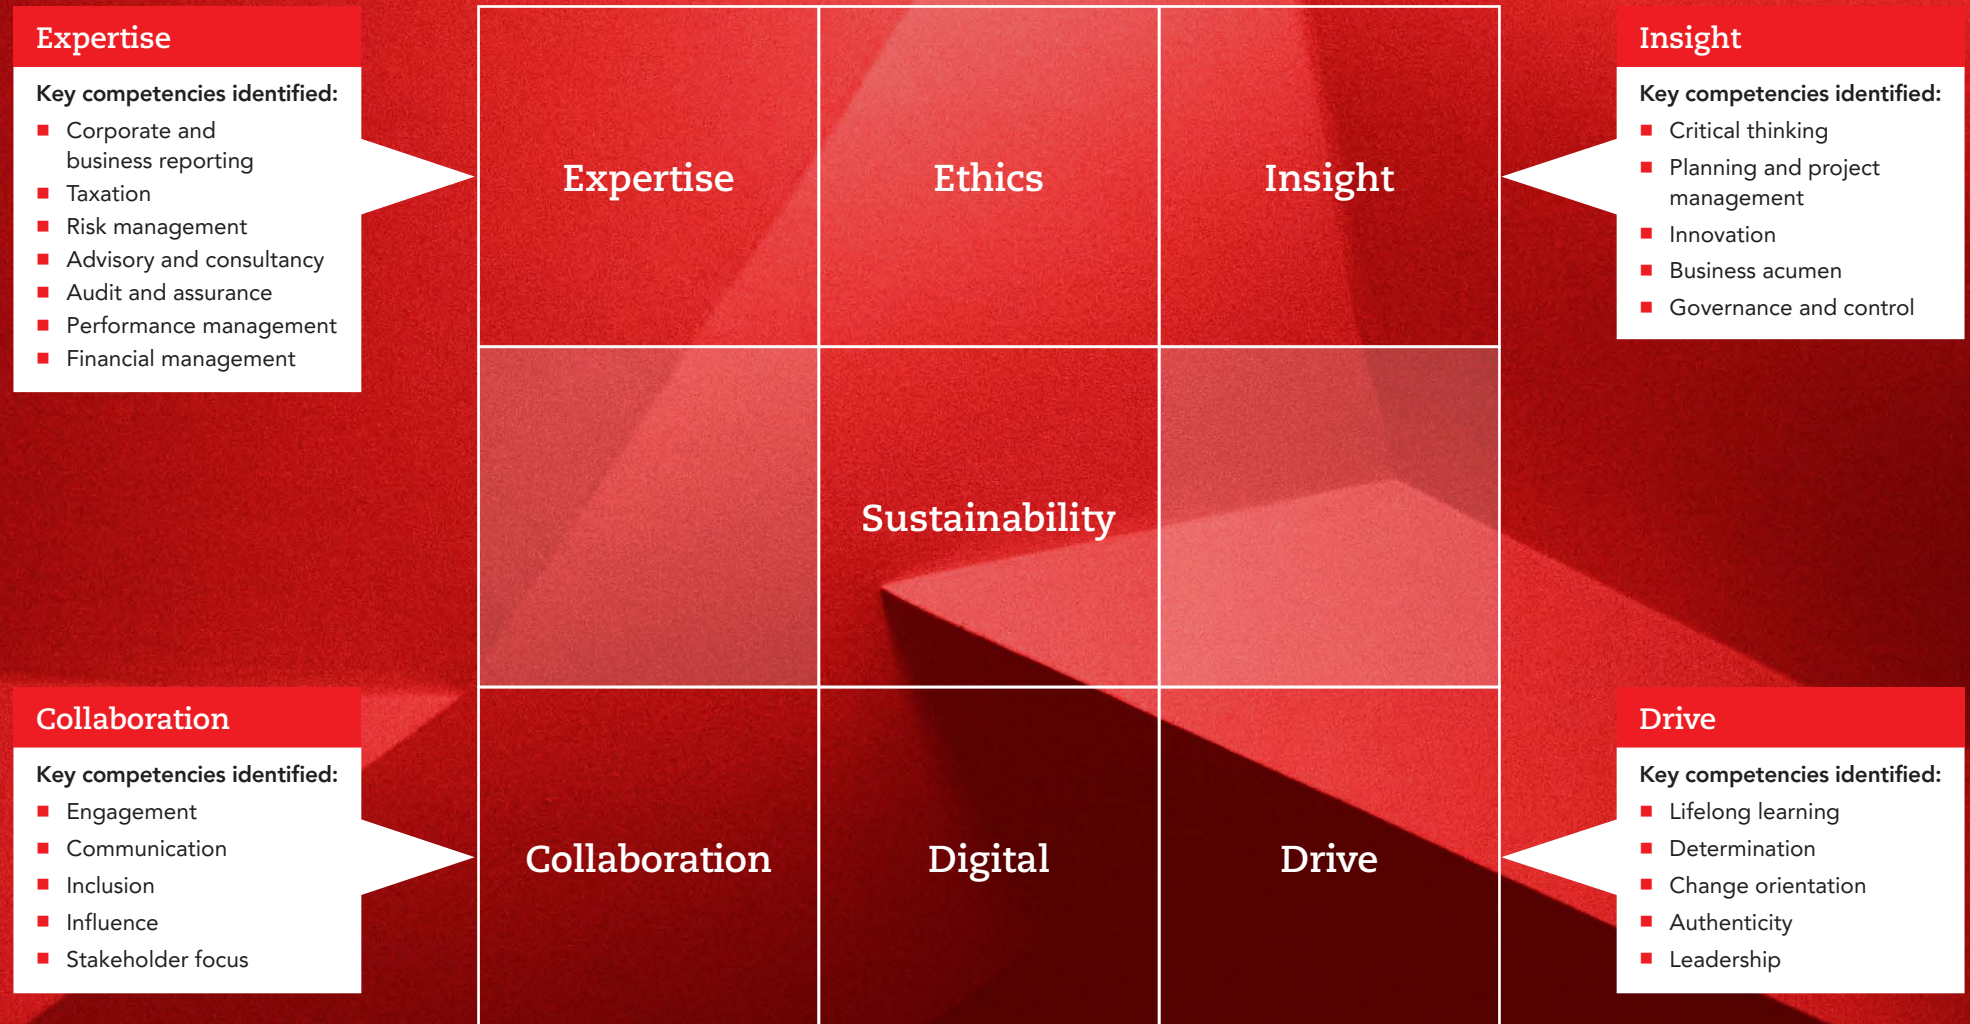 Expertise
Key competencies identified:
Corporate and
business reporting
Taxation
Risk management
Advisory and consultancy
Audit and assurance
Performance management
Financial management
Expertise
Ethics
Insight
Insight
Key competencies identified:
Critical thinking
Planning and project
management
Innovation
Business acumen
Governance and control
Sustainability
Collaboration
Key competencies identified:
Engagement
Communication
Inclusion
Influence
Stakeholder focus
Collaboration
Digital
Drive
Drive
Key competencies identified:
Lifelong learning
Determination
Change orientation
Authenticity
Leadership